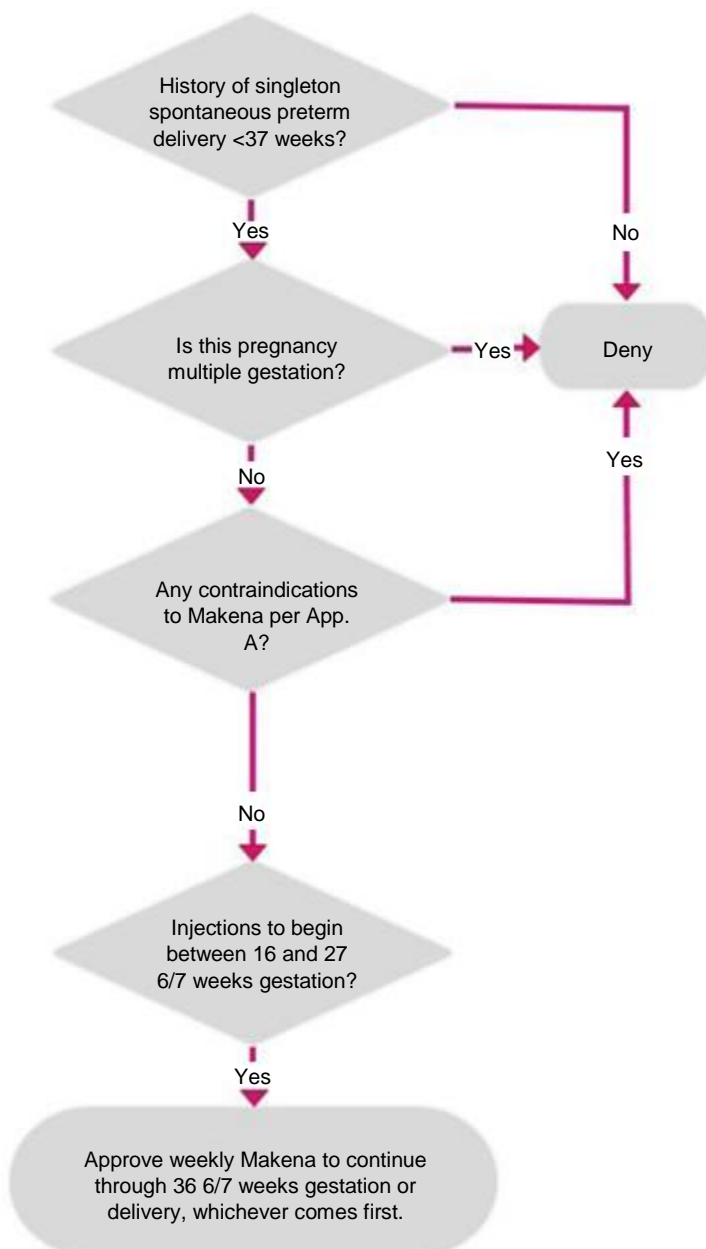 History of singleton
spontaneous preterm
delivery <37 weeks?
No
Yes
Is this pregnancy
multiple gestation?
Yes
Deny
No
Yes
Any contraindications
to Makena per App.
A?
No
Injections to begin
between 16 and 27
6/7 weeks gestation?
Yes
Approve weekly Makena to continue
through 36 6/7 weeks gestation or
delivery, whichever comes first.